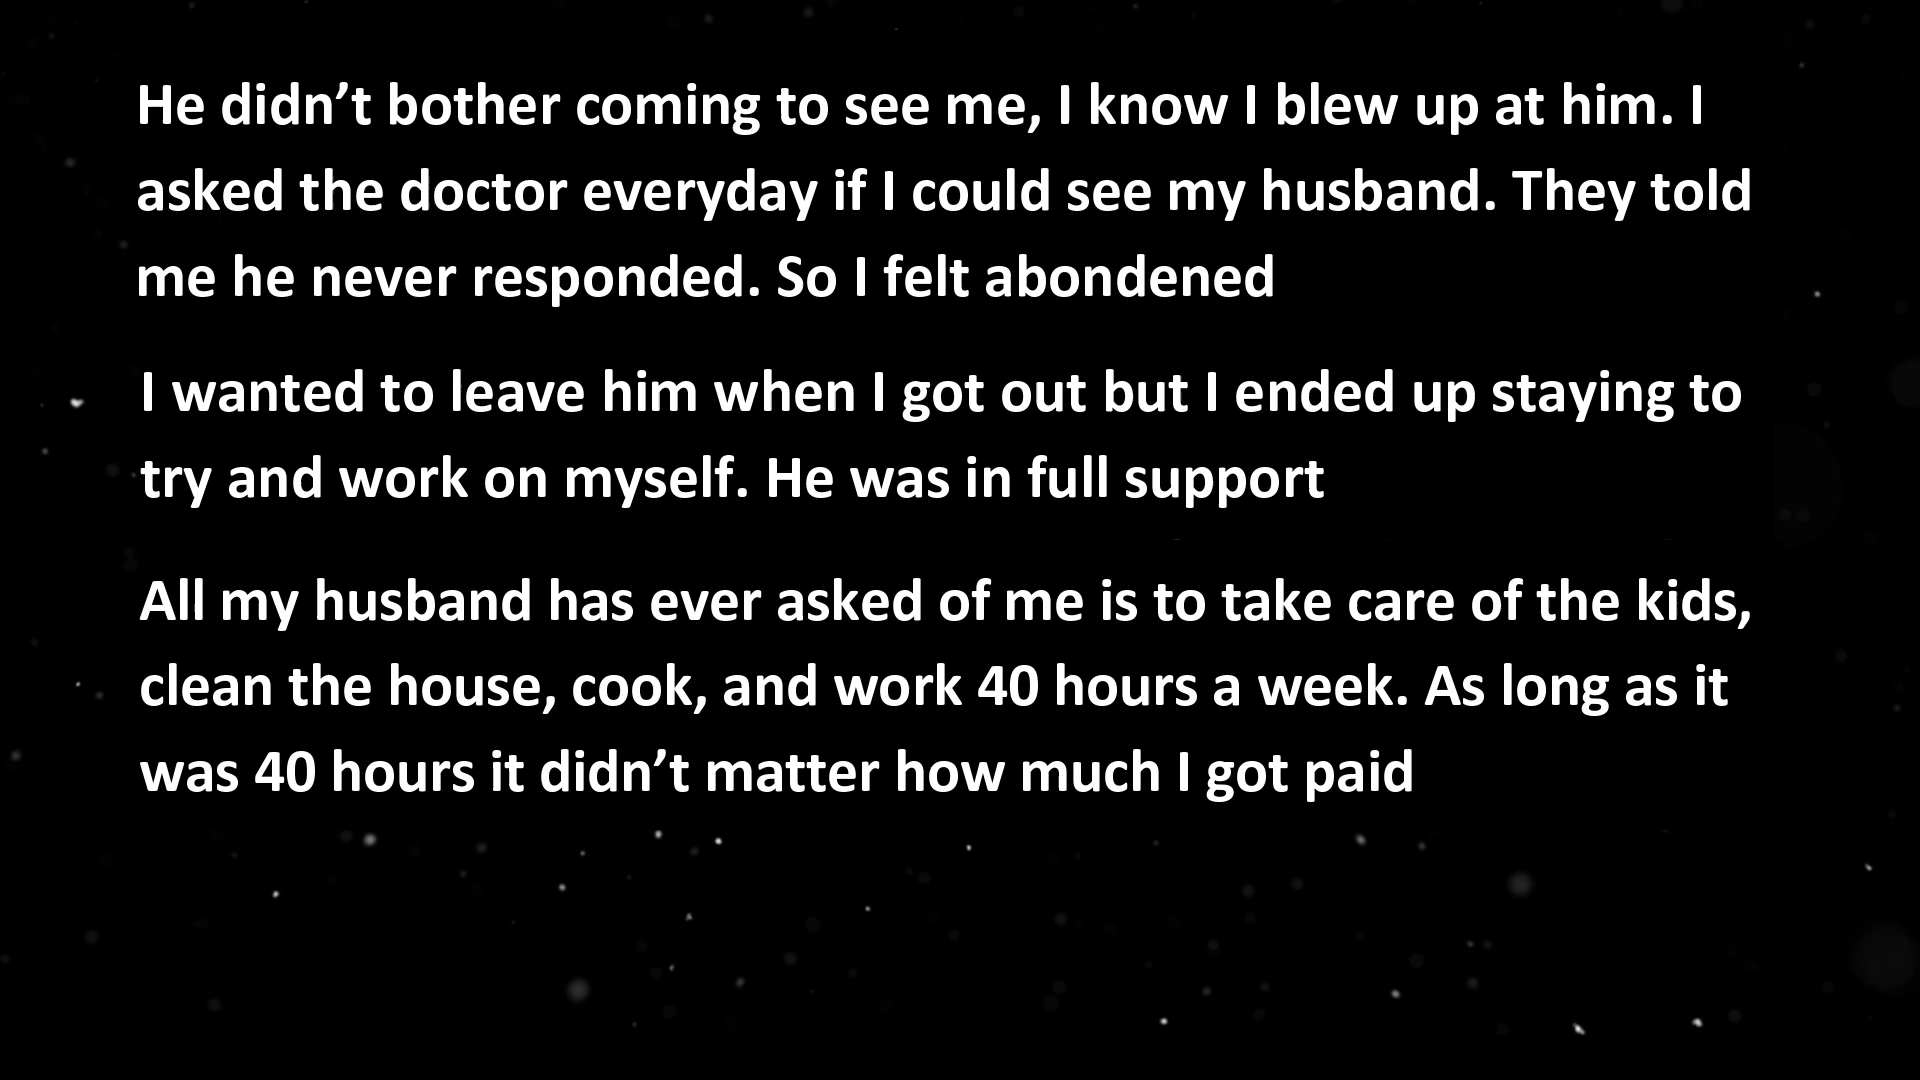 He didn’t bother coming to see me, I know I blew up at him. I
asked the doctor everyday if I could see my husband. They told
me he never responded. So I felt abondened
I wanted to leave him when I got out but I ended up staying to
try and work on myself. He was in full support
All my husband has ever asked of me is to take care of the kids,
clean the house, cook, and work 40 hours a week. As long as it
was 40 hours it didn’t matter how much I got paid